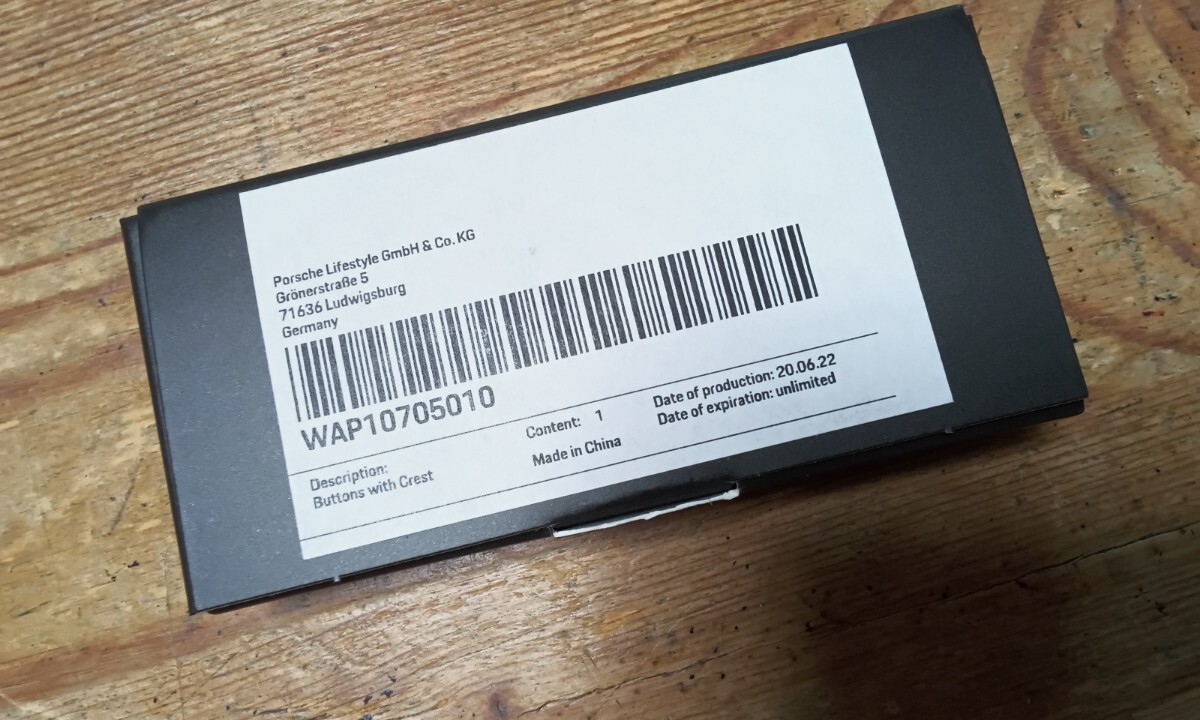 Porsche Lifestyle GmbH & Co. KG
Grönerstraße 5
71636 Ludwigsburg
Germany
WAP10705010
Description:
Buttons with Crest
Content: 1
Made in China
Date of production: 20.06.22
Date of expiration: unlimited